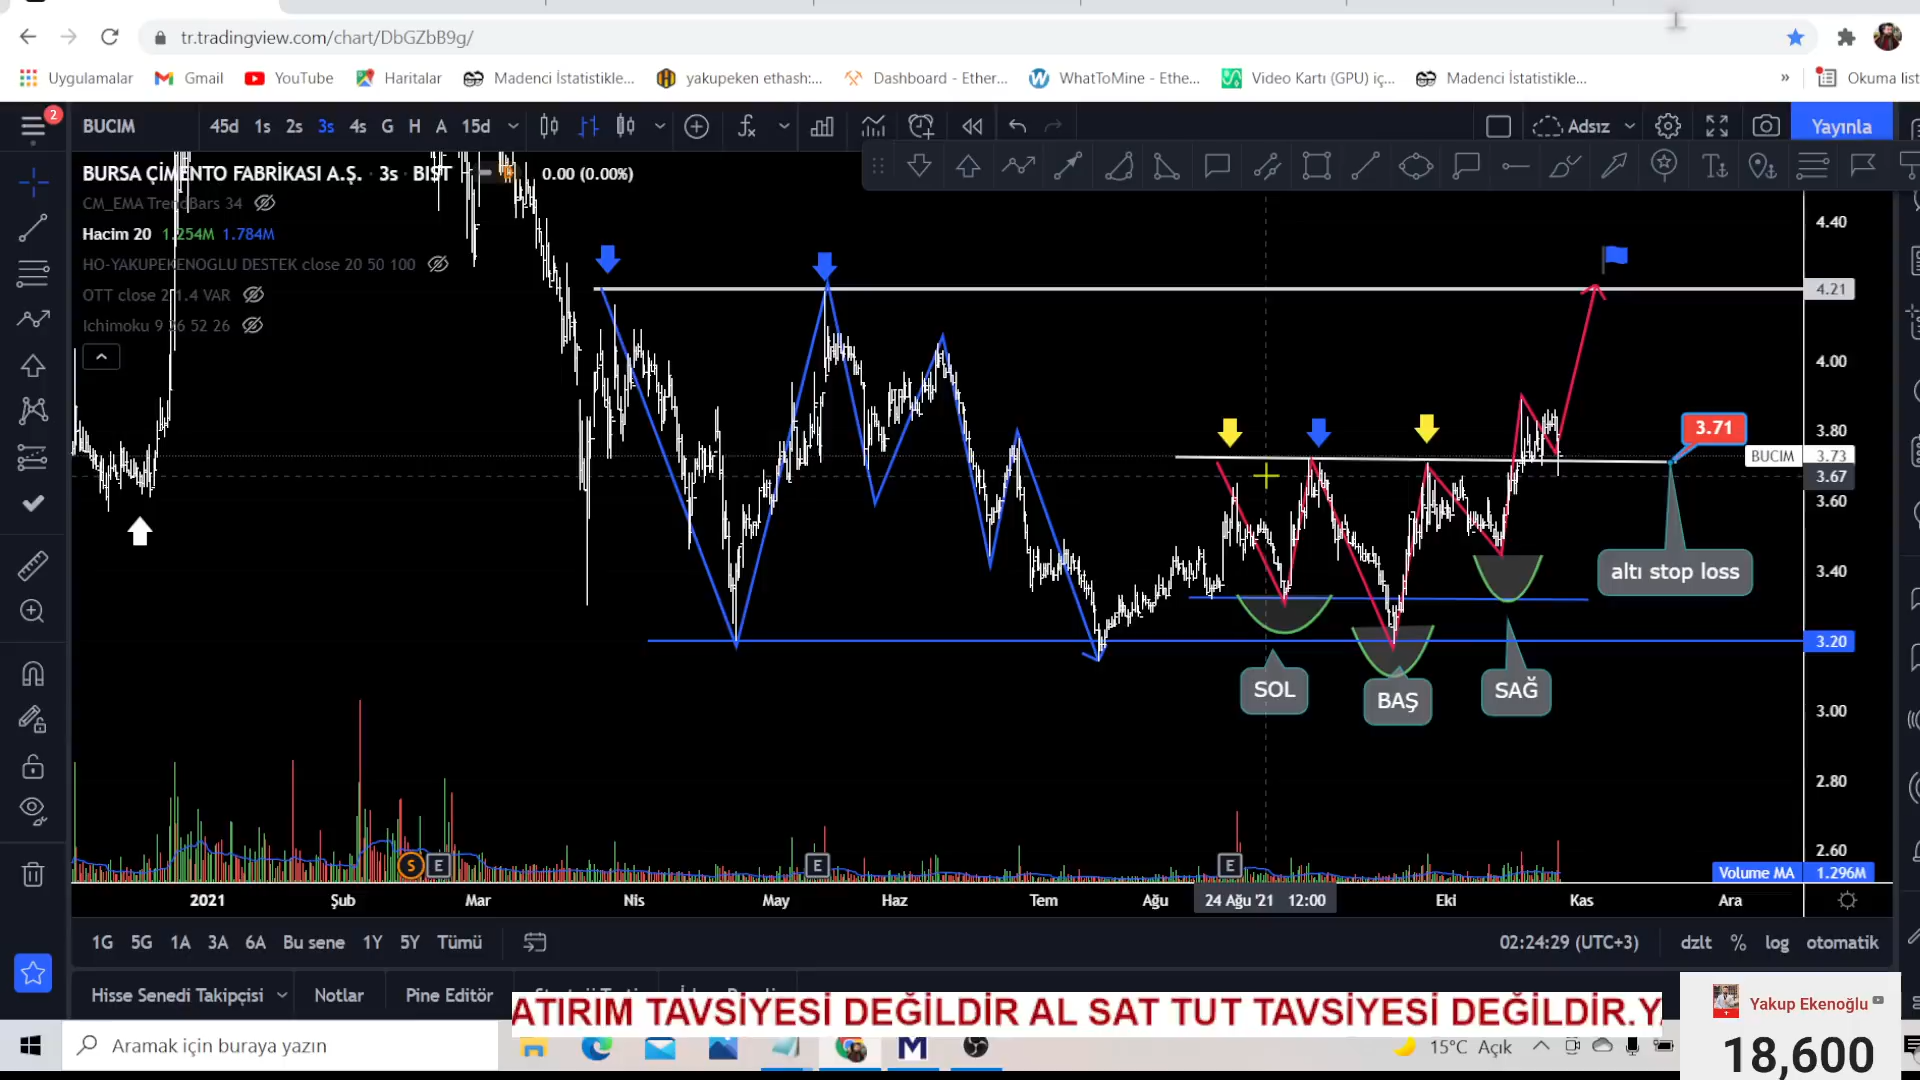 tr.tradingview.com/chart/DbGZbB9g/
Uygulamalar Gmail YouTube Haritalar Madenci İstatistikle... yakupeken ethash:... Dashboard - Ether... WhatToMine - Ethe... Video Kartı (GPU) iç... Madenci İstatistikle... » Okuma list
2 BUCIM 45d 1s 2s 3s 4s G H A 15d Adsız Yayınla
BURSA ÇİMENTO FABRİKASI A.Ş. · 3s · BIST 0.00 (0.00%)
CM_EMA TrendBars 34
Hacim 20 1.254M 1.784M
HO-YAKUPEKENOGLU DESTEK close 20 50 100
OTT close 2 1.4 VAR
Ichimoku 9 26 52 26
4.40
4.21
4.00
3.80
3.71
BUCIM 3.73
3.67
3.60
3.40
altı stop loss
3.20
SOL
BAŞ
SAĞ
3.00
2.80
2.60
S E E E
Volume MA 1.296M
2021 Şub Mar Nis May Haz Tem Ağu 24 Ağu '21 12:00 Eki Kas Ara
1G 5G 1A 3A 6A Bu sene 1Y 5Y Tümü 02:24:29 (UTC+3) dzlt % log otomatik
Hisse Senedi Takipçisi Notlar Pine Editör
ATIRIM TAVSİYESİ DEĞİLDİR AL SAT TUT TAVSİYESİ DEĞİLDİR.Y
Yakup Ekenoğlu
18,600
Aramak için buraya yazın
15°C Açık